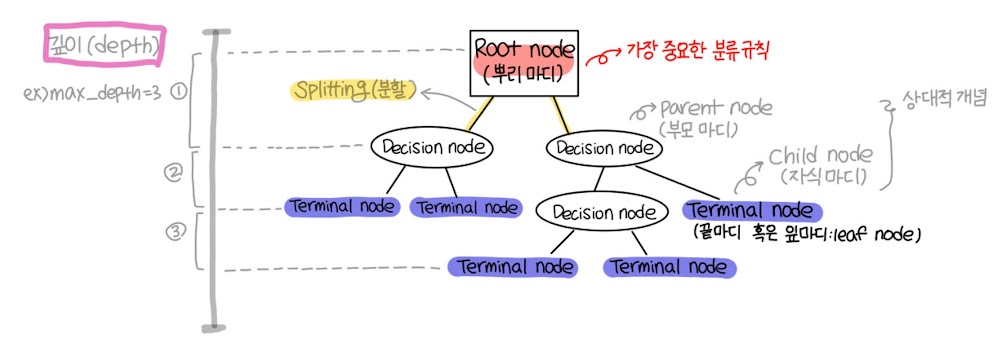 깊이(depth)
ex)max_depth=3
①
②
③
Root node
(뿌리 마디)
가장 중요한 분류규칙
Splitting(분할)
Parent node
(부모 마디)
상대적 개념
Decision node
Decision node
Child node
(자식마디)
Terminal node
Terminal node
Decision node
Terminal node
(끝마디 혹은 잎마디:leaf node)
Terminal node
Terminal node